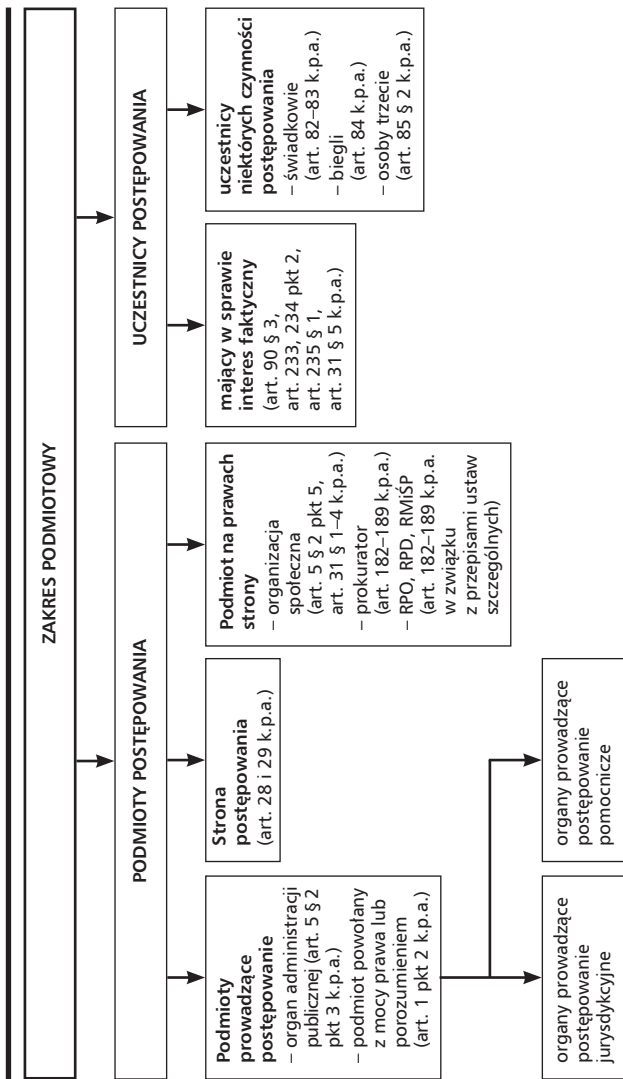 ZAKRES PODMIOTOWY
PODMIOTY POSTĘPOWANIA
Podmioty
prowadzące
postępowanie
– organ administracji
publicznej (art. 5 § 2
pkt 3 k.p.a.)
– podmiot powołany
z mocy prawa lub
porozumieniem
(art. 1 pkt 2 k.p.a.)
organy prowadzące
postępowanie
jurysdykcyjne
organy prowadzące
postępowanie
pomocnicze
Strona
postępowania
(art. 28 i 29 k.p.a.)
Podmiot na prawach
strony
– organizacja
społeczna
(art. 5 § 2 pkt 5,
art. 31 § 1–4 k.p.a.)
– prokurator
(art. 182–189 k.p.a.)
– RPO, RPD, RMiŚP
(art. 182–189 k.p.a.
w związku
z przepisami ustaw
szczególnych)
UCZESTNICY POSTĘPOWANIA
mający w sprawie
interes faktyczny
(art. 90 § 3,
art. 233, 234 pkt 2,
art. 235 § 1,
art. 31 § 5 k.p.a.)
uczestnicy
niektórych czynności
postępowania
– świadkowie
(art. 82–83 k.p.a.)
– biegli
(art. 84 k.p.a.)
– osoby trzecie
(art. 85 § 2 k.p.a.)